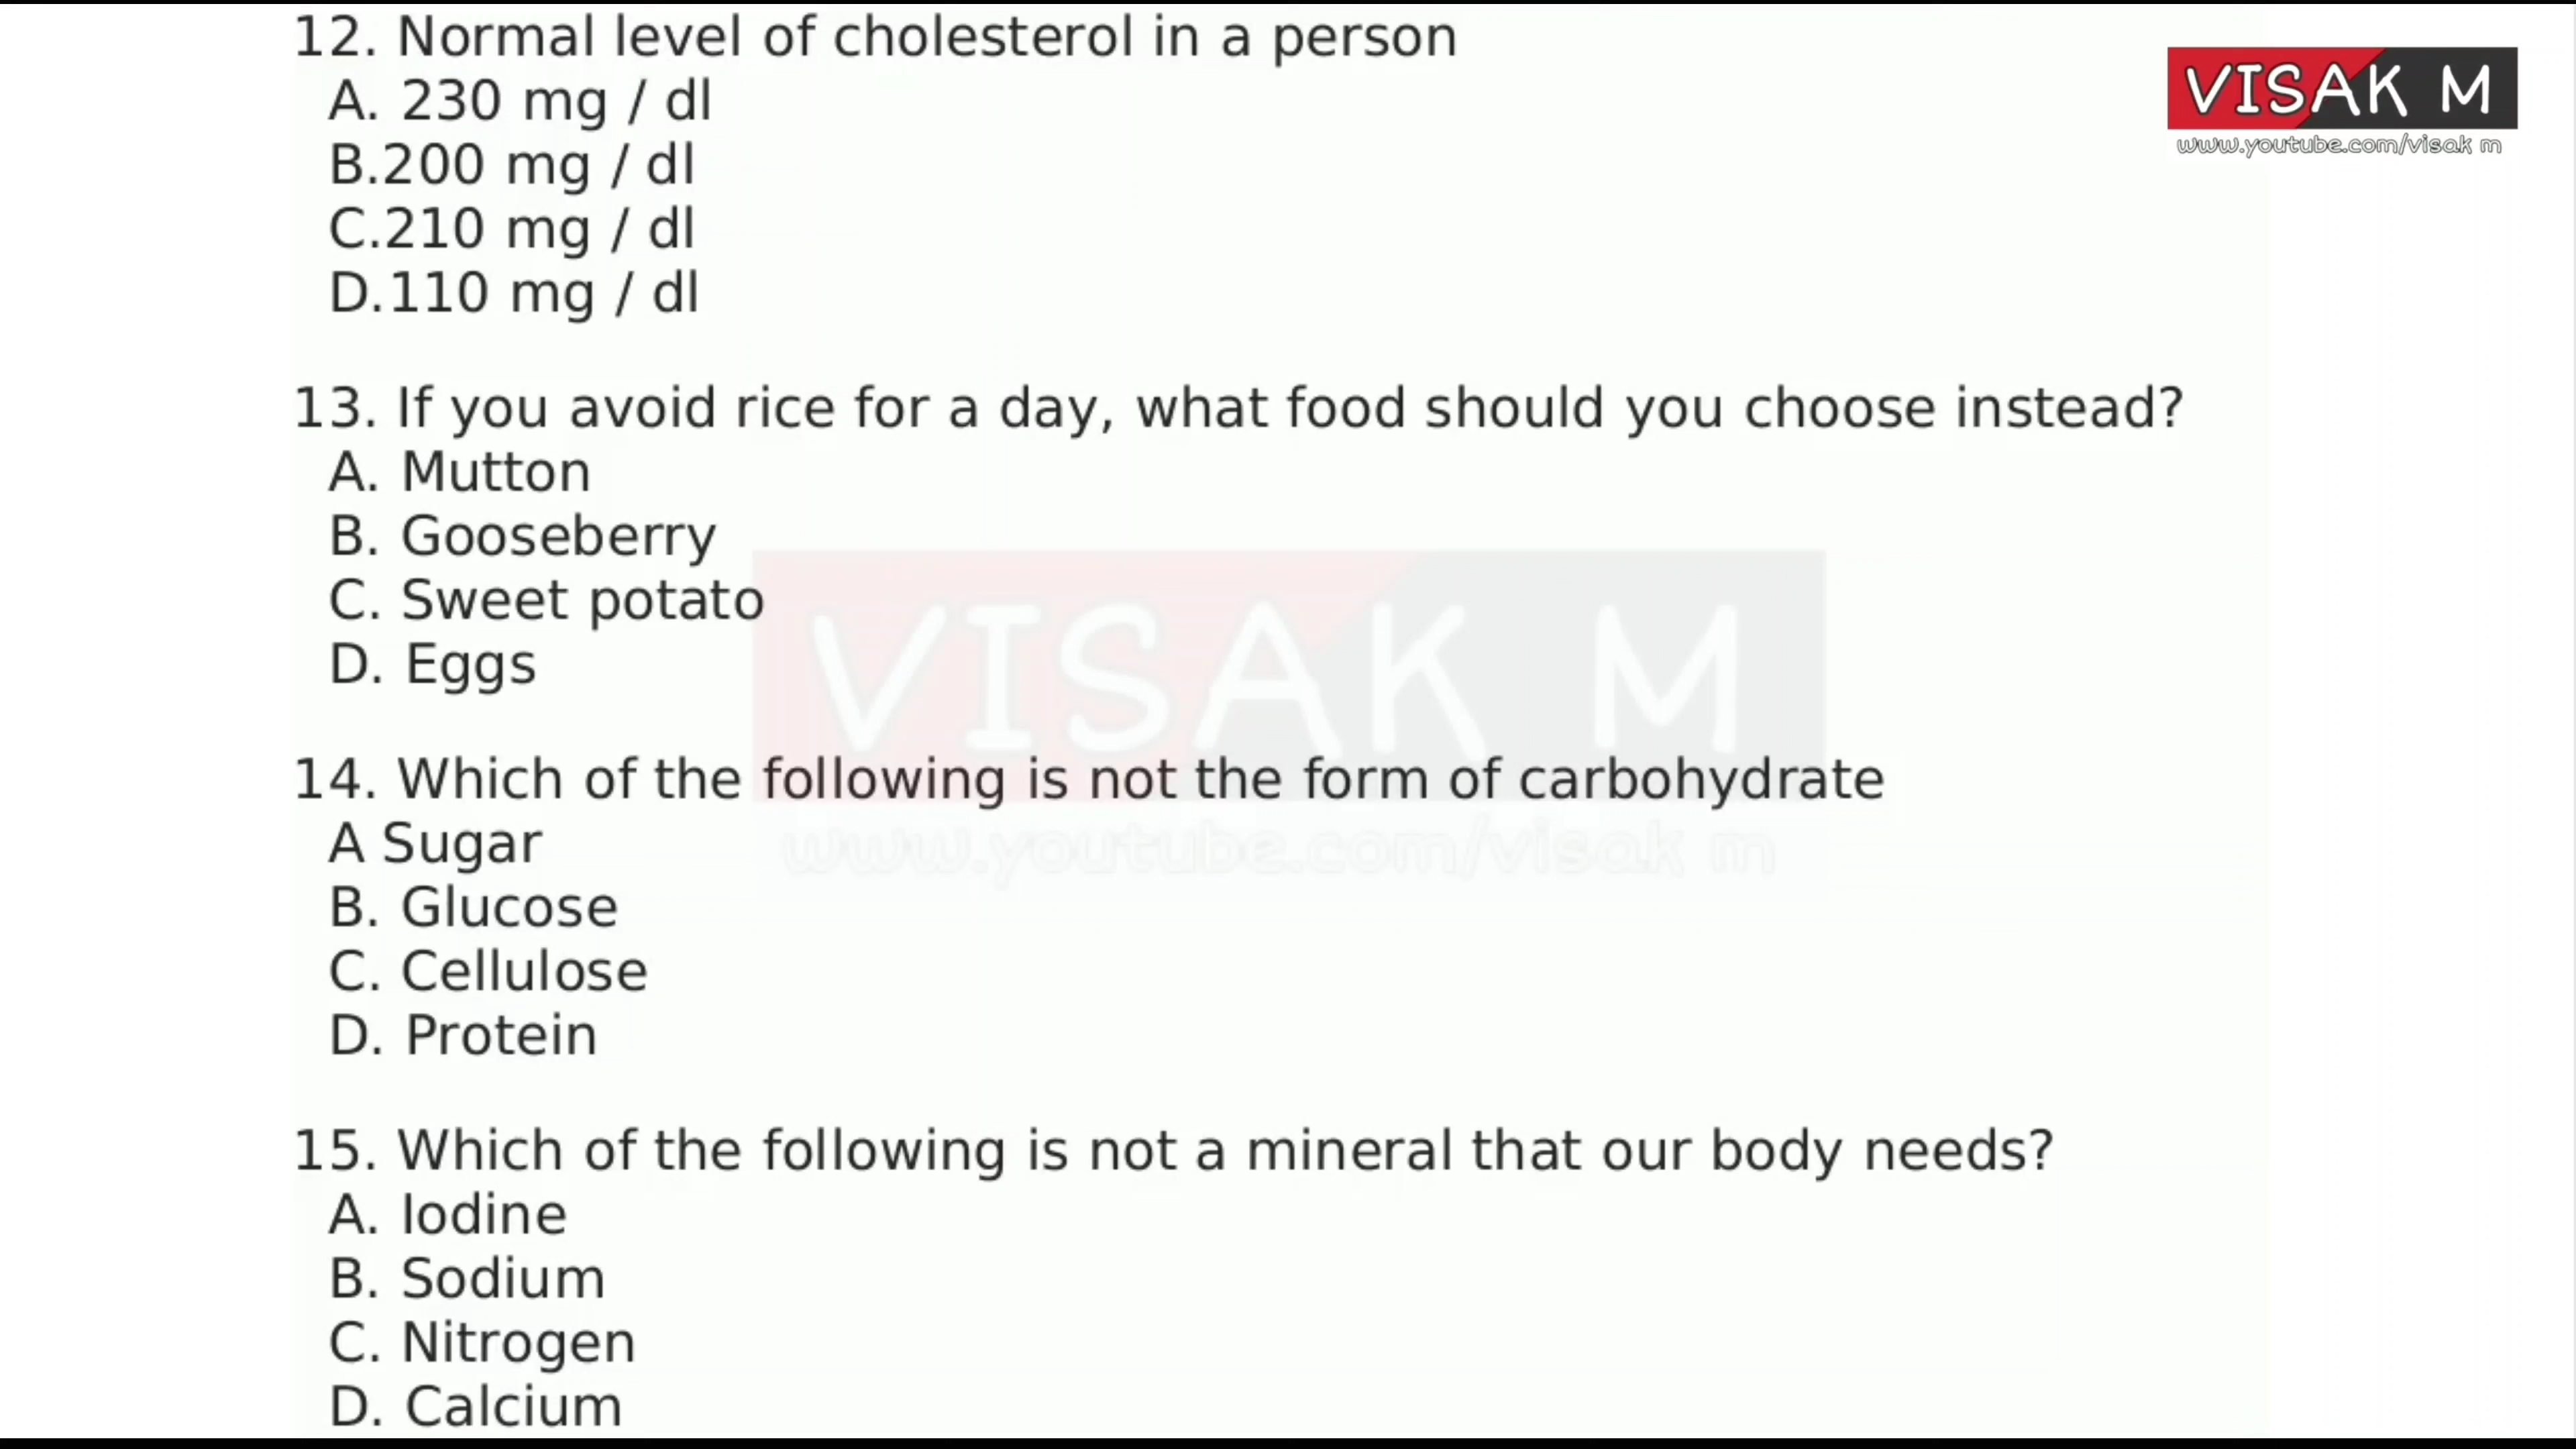 12. Normal level of cholesterol in a person
A. 230 mg / dl
B.200 mg / dl
C.210 mg / dl
D.110 mg / dl
13. If you avoid rice for a day, what food should you choose instead?
A. Mutton
B. Gooseberry
C. Sweet potato
D. Eggs
14. Which of the following is not the form of carbohydrate
A Sugar
B. Glucose
C. Cellulose
D. Protein
15. Which of the following is not a mineral that our body needs?
A. Iodine
B. Sodium
C. Nitrogen
D. Calcium
VISAK M
www.youtube.com/visak m
VISAK M
www.youtube.com/visak m